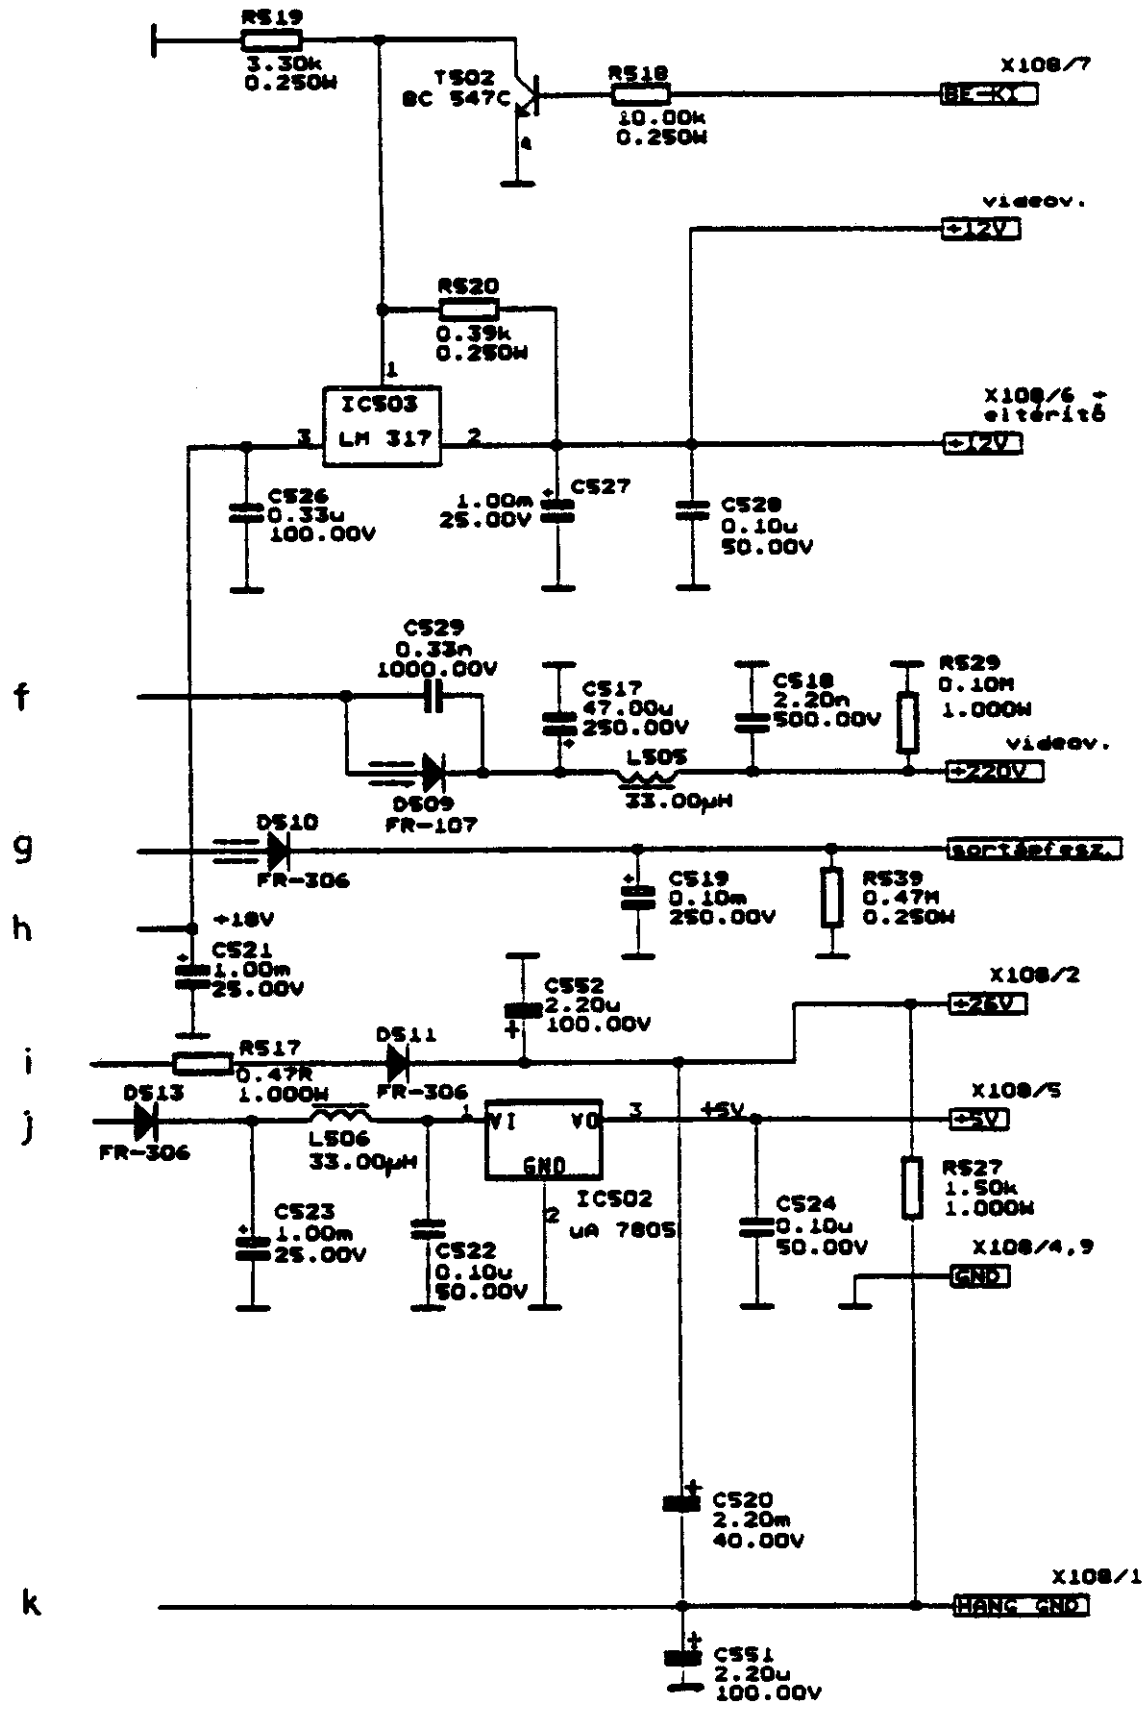 R519
3.30k
0.250W
T502
BC 547C
R518
10.00k
0.250W
X108/7
BE-KI
videov.
+12V
R520
0.39k
0.250W
1
IC503
LM 317
3
2
X108/6 +
eltérítő
+12V
C526
0.33u
100.00V
1.00m
25.00V
C527
C528
0.10u
50.00V
C529
0.33n
1000.00V
f
C517
47.00u
250.00V
C518
2.20n
500.00V
R529
0.10M
1.000W
videov.
+220V
L505
33.00µH
D509
FR-107
g
D510
FR-306
sortápfesz.
C519
0.10m
250.00V
R539
0.47M
0.250W
h
+18V
C521
1.00m
25.00V
C552
2.20u
100.00V
X108/2
+26V
i
R517
0.47R
1.000W
D511
FR-306
j
D513
FR-306
L506
33.00µH
1
VI
VO
GND
3
2
+5V
X108/5
+5V
IC502
uA 7805
R527
1.50k
1.000W
C523
1.00m
25.00V
C522
0.10u
50.00V
C524
0.10u
50.00V
X108/4,9
GND
C520
2.20m
40.00V
k
X108/1
HANG GND
C551
2.20u
100.00V